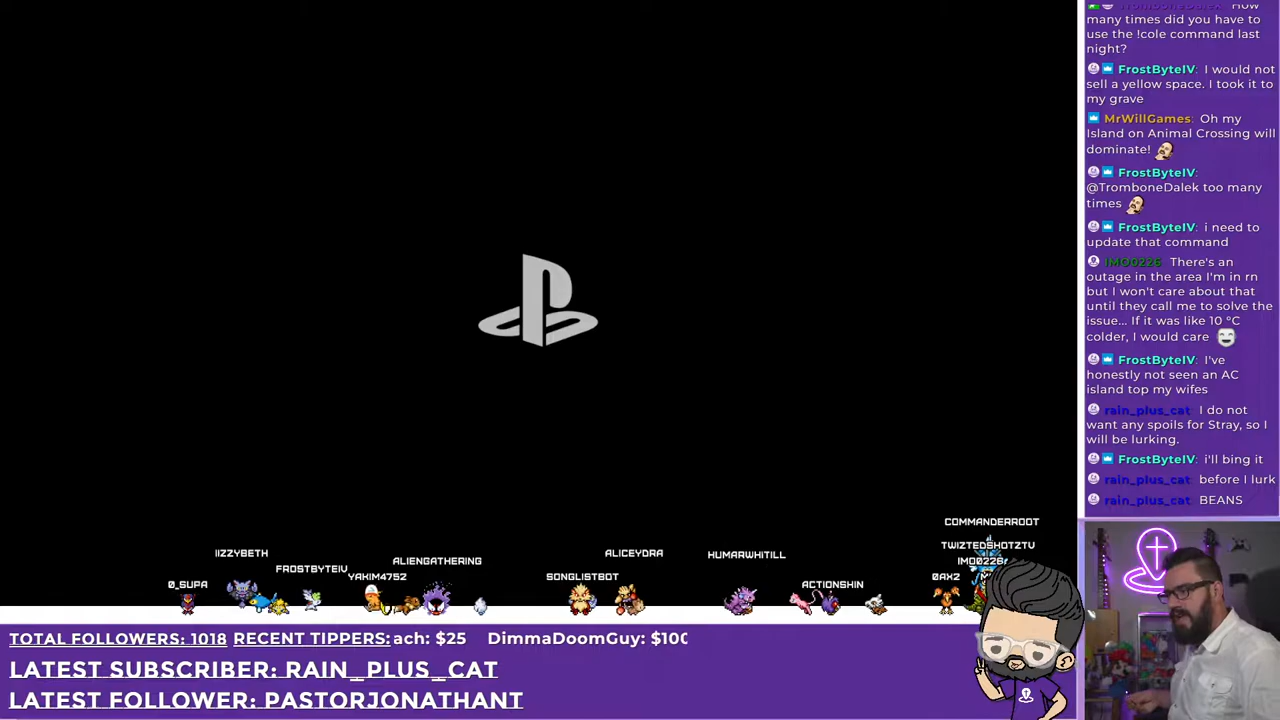 TromboneDalek How
many times did you have to
use the !cole command last
night?
FrostByteIV: I would not
sell a yellow space. I took it to
my grave
MrWillGames: Oh my
Island on Animal Crossing will
dominate!
FrostByteIV:
@TromboneDalek too many
times
FrostByteIV: i need to
update that command
IMO0226 There's an
outage in the area I'm in rn
but I won't care about that
until they call me to solve the
issue... If it was like 10 °C
colder, I would care
FrostByteIV: I've
honestly not seen an AC
island top my wifes
rain_plus_cat I do not
want any spoils for Stray, so I
will be lurking.
FrostByteIV: i'll bing it
rain_plus_cat before I lurk
rain_plus_cat BEANS
COMMANDERROOT
TWIZTEDSHOTZTV
IIZZYBETH
ALICEYDRA
HUMARWHITILL
ALIENGATHERING
FROSTBYTEIV
YAKIM4752
SONGLISTBOT
0_SUPA
ACTIONSHIN
0AX2
TOTAL FOLLOWERS: 1018 RECENT TIPPERS: ach: $25 DimmaDoomGuy: $100
LATEST SUBSCRIBER: RAIN_PLUS_CAT
LATEST FOLLOWER: PASTORJONATHANT